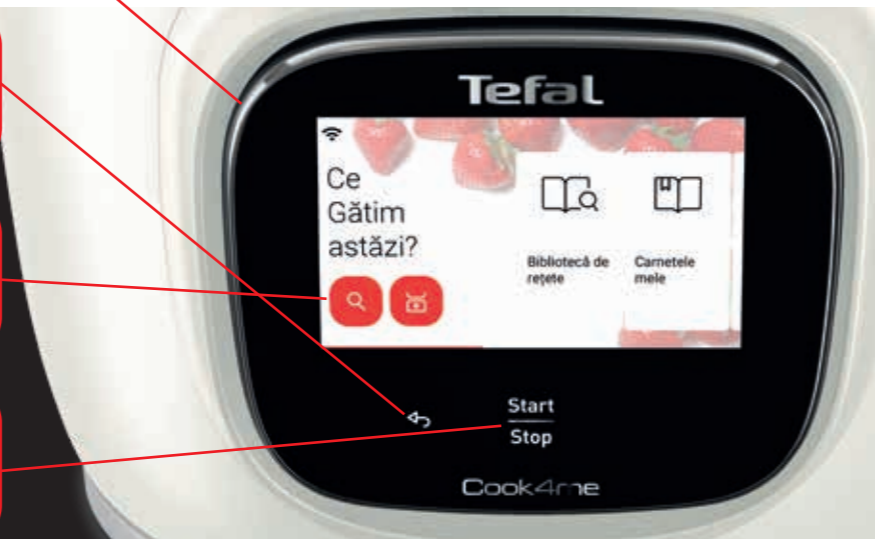 Tefal
Ce
Gătim
astăzi?
Bibliotecă de
rețete
Carnetele
mele
Start
Stop
Cook4me